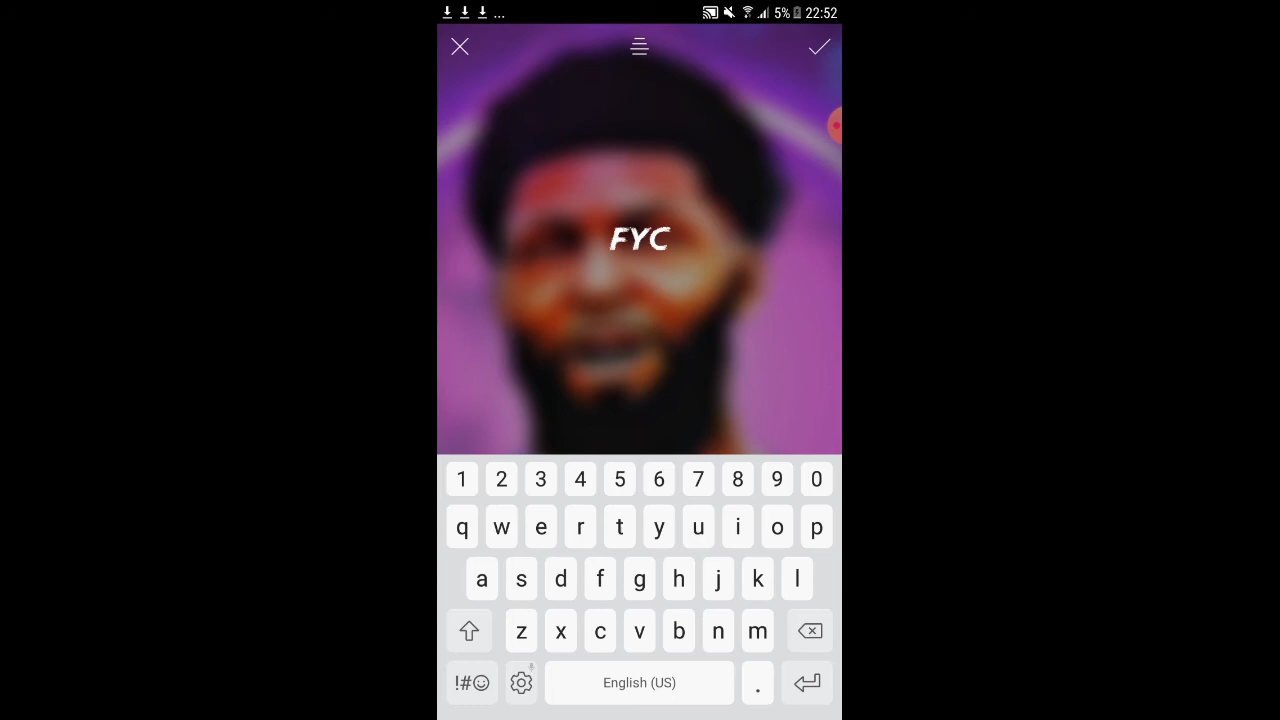 ... 5% 22:52
FYC
1 2 3 4 5 6 7 8 9 0
q w e r t y u i o p
a s d f g h j k l
z x c v b n m
!#☺ English (US) .